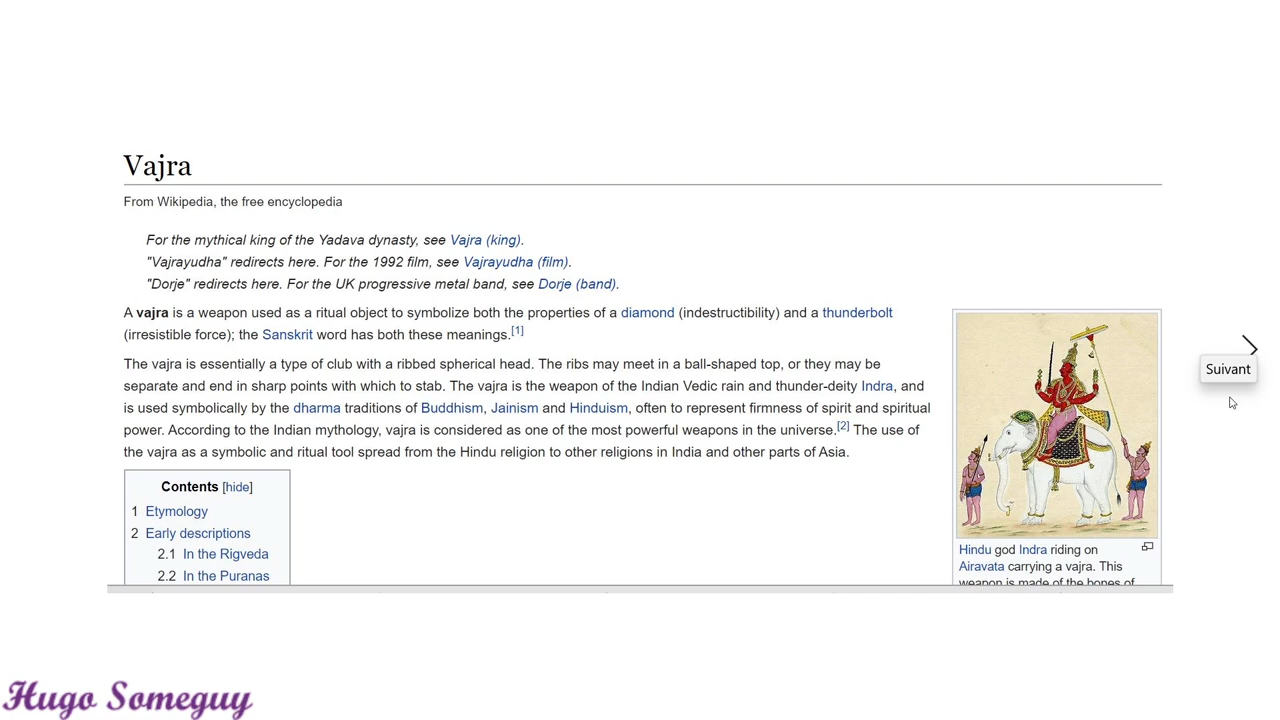 Vajra
From Wikipedia, the free encyclopedia
For the mythical king of the Yadava dynasty, see Vajra (king).
"Vajrayudha" redirects here. For the 1992 film, see Vajrayudha (film).
"Dorje" redirects here. For the UK progressive metal band, see Dorje (band).
A vajra is a weapon used as a ritual object to symbolize both the properties of a diamond (indestructibility) and a thunderbolt
(irresistible force); the Sanskrit word has both these meanings.[1]
The vajra is essentially a type of club with a ribbed spherical head. The ribs may meet in a ball-shaped top, or they may be
separate and end in sharp points with which to stab. The vajra is the weapon of the Indian Vedic rain and thunder-deity Indra, and
is used symbolically by the dharma traditions of Buddhism, Jainism and Hinduism, often to represent firmness of spirit and spiritual
power. According to the Indian mythology, vajra is considered as one of the most powerful weapons in the universe.[2] The use of
the vajra as a symbolic and ritual tool spread from the Hindu religion to other religions in India and other parts of Asia.
Contents [hide]
1 Etymology
2 Early descriptions
2.1 In the Rigveda
2.2 In the Puranas
Hindu god Indra riding on
Airavata carrying a vajra. This
weapon is made of the bones of
Suivant
Hugo Someguy